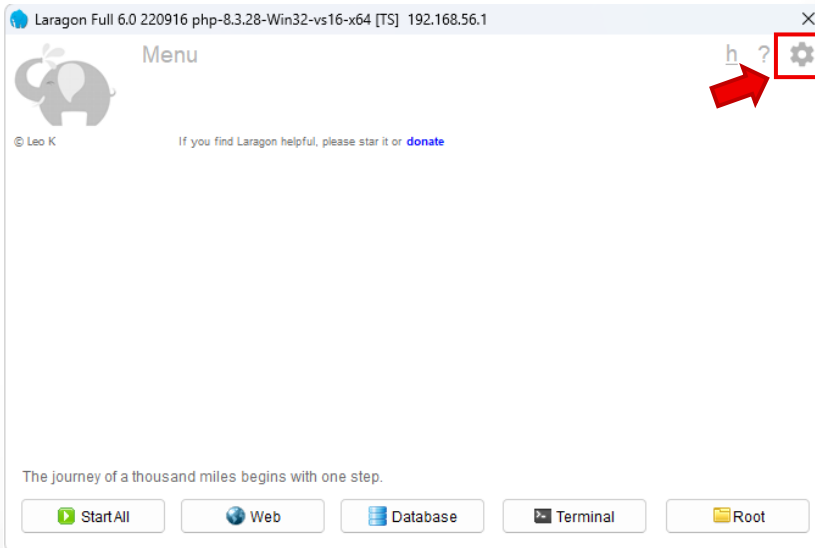 Laragon Full 6.0 220916 php-8.3.28-Win32-vs16-x64 [TS] 192.168.56.1
Menu
h ?
© Leo K
If you find Laragon helpful, please star it or donate
The journey of a thousand miles begins with one step.
Start All
Web
Database
Terminal
Root